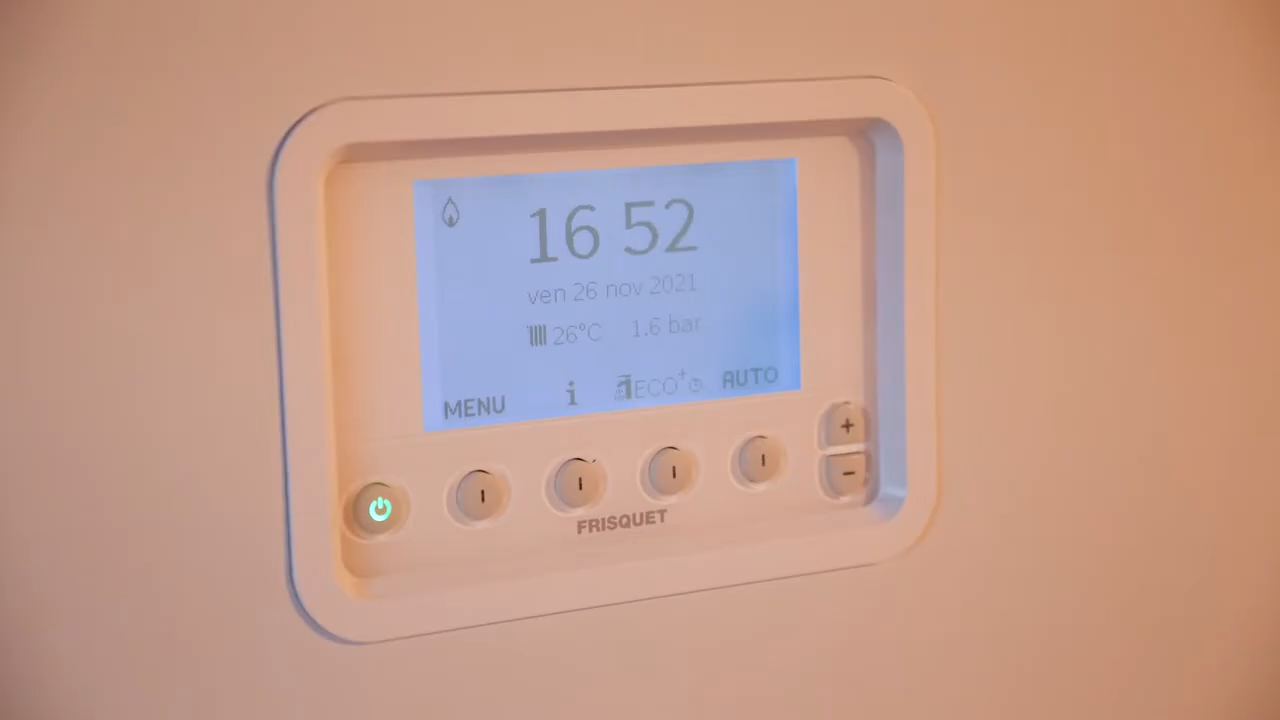 16 52
ven 26 nov 2021
26°C 1.6 bar
MENU i ECO+ AUTO
+
-
FRISQUET